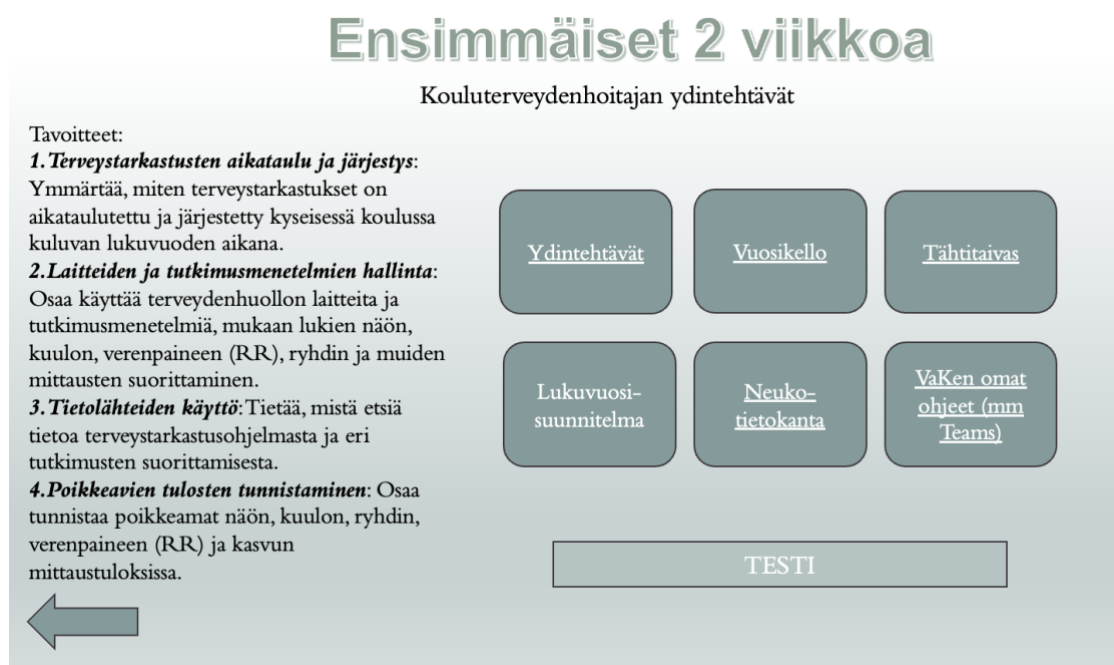 Ensimmäiset 2 viikkoa
Kouluterveydenhoitajan ydintehtävät
Tavoitteet:
1.Terveystarkastusten aikataulu ja järjestys:
Ymmärtää, miten terveystarkastukset on
aikataulutettu ja järjestetty kyseisessä koulussa
kuluvan lukuvuoden aikana.
2.Laitteiden ja tutkimusmenetelmien hallinta:
Osaa käyttää terveydenhuollon laitteita ja
tutkimusmenetelmiä, mukaan lukien näön,
kuulon, verenpaineen (RR), ryhdin ja muiden
mittausten suorittaminen.
3.Tietolähteiden käyttö: Tietää, mistä etsiä
tietoa terveystarkastusohjelmasta ja eri
tutkimusten suorittamisesta.
4.Poikkeavien tulosten tunnistaminen: Osaa
tunnistaa poikkeamat näön, kuulon, ryhdin,
verenpaineen (RR) ja kasvun
mittaustuloksissa.
Ydintehtävät
Vuosikello
Tähtitaivas
Lukuvuosi-
suunnitelma
Neuko-
tietokanta
VaKen omat
ohjeet (mm
Teams)
TESTI